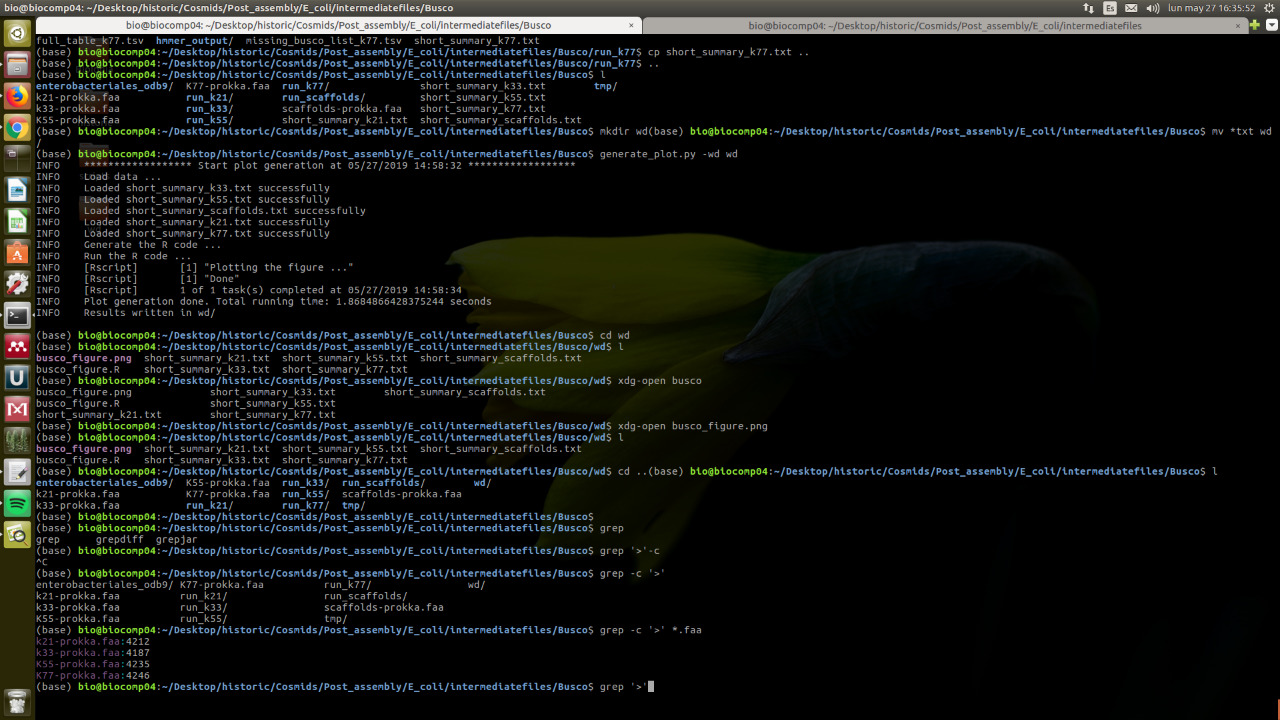 bio@biocomp04: ~/Desktop/historic/Cosmids/Post_assembly/E_coli/intermediatefiles/Busco
Es
lun may 27 16:35:52
bio@biocomp04: ~/Desktop/historic/Cosmids/Post_assembly/E_coli/intermediatefiles/Busco ×
bio@biocomp04: ~/Desktop/historic/Cosmids/Post_assembly/E_coli/intermediatefiles ×
full_table_k77.tsv hmmer_output/ missing_busco_list_k77.tsv short_summary_k77.txt
(base) bio@biocomp04:~/Desktop/historic/Cosmids/Post_assembly/E_coli/intermediatefiles/Busco/run_k77$ cp short_summary_k77.txt ..
(base) bio@biocomp04:~/Desktop/historic/Cosmids/Post_assembly/E_coli/intermediatefiles/Busco/run_k77$ ..
(base) bio@biocomp04:~/Desktop/historic/Cosmids/Post_assembly/E_coli/intermediatefiles/Busco$ l
enterobacteriales_odb9/ K77-prokka.faa run_k77/ short_summary_k33.txt tmp/
k21-prokka.faa run_k21/ run_scaffolds/ short_summary_k55.txt
k33-prokka.faa run_k33/ scaffolds-prokka.faa short_summary_k77.txt
K55-prokka.faa run_k55/ short_summary_k21.txt short_summary_scaffolds.txt
(base) bio@biocomp04:~/Desktop/historic/Cosmids/Post_assembly/E_coli/intermediatefiles/Busco$ mkdir wd(base) bio@biocomp04:~/Desktop/historic/Cosmids/Post_assembly/E_coli/intermediatefiles/Busco$ mv *txt wd
/
(base) bio@biocomp04:~/Desktop/historic/Cosmids/Post_assembly/E_coli/intermediatefiles/Busco$ generate_plot.py -wd wd
INFO ****************** Start plot generation at 05/27/2019 14:58:32 ******************
INFO Load data ...
INFO Loaded short_summary_k33.txt successfully
INFO Loaded short_summary_k55.txt successfully
INFO Loaded short_summary_scaffolds.txt successfully
INFO Loaded short_summary_k21.txt successfully
INFO Loaded short_summary_k77.txt successfully
INFO Generate the R code ...
INFO Run the R code ...
INFO [Rscript] [1] "Plotting the figure ..."
INFO [Rscript] [1] "Done"
INFO [Rscript] 1 of 1 task(s) completed at 05/27/2019 14:58:34
INFO Plot generation done. Total running time: 1.8684866428375244 seconds
INFO Results written in wd/
(base) bio@biocomp04:~/Desktop/historic/Cosmids/Post_assembly/E_coli/intermediatefiles/Busco$ cd wd
(base) bio@biocomp04:~/Desktop/historic/Cosmids/Post_assembly/E_coli/intermediatefiles/Busco/wd$ l
busco_figure.png short_summary_k21.txt short_summary_k55.txt short_summary_scaffolds.txt
busco_figure.R short_summary_k33.txt short_summary_k77.txt
(base) bio@biocomp04:~/Desktop/historic/Cosmids/Post_assembly/E_coli/intermediatefiles/Busco/wd$ xdg-open busco
busco_figure.png short_summary_k33.txt short_summary_scaffolds.txt
busco_figure.R short_summary_k55.txt
short_summary_k21.txt short_summary_k77.txt
(base) bio@biocomp04:~/Desktop/historic/Cosmids/Post_assembly/E_coli/intermediatefiles/Busco/wd$ xdg-open busco_figure.png
(base) bio@biocomp04:~/Desktop/historic/Cosmids/Post_assembly/E_coli/intermediatefiles/Busco/wd$ l
busco_figure.png short_summary_k21.txt short_summary_k55.txt short_summary_scaffolds.txt
busco_figure.R short_summary_k33.txt short_summary_k77.txt
(base) bio@biocomp04:~/Desktop/historic/Cosmids/Post_assembly/E_coli/intermediatefiles/Busco/wd$ cd ..(base) bio@biocomp04:~/Desktop/historic/Cosmids/Post_assembly/E_coli/intermediatefiles/Busco$ l
enterobacteriales_odb9/ K55-prokka.faa run_k33/ run_scaffolds/ wd/
k21-prokka.faa K77-prokka.faa run_k55/ scaffolds-prokka.faa
k33-prokka.faa run_k21/ run_k77/ tmp/
(base) bio@biocomp04:~/Desktop/historic/Cosmids/Post_assembly/E_coli/intermediatefiles/Busco$
(base) bio@biocomp04:~/Desktop/historic/Cosmids/Post_assembly/E_coli/intermediatefiles/Busco$ grep
grep grepdiff grepjar
(base) bio@biocomp04:~/Desktop/historic/Cosmids/Post_assembly/E_coli/intermediatefiles/Busco$ grep '>'-c
^C
(base) bio@biocomp04:~/Desktop/historic/Cosmids/Post_assembly/E_coli/intermediatefiles/Busco$ grep -c '>'
enterobacteriales_odb9/ K77-prokka.faa run_k77/ wd/
k21-prokka.faa run_k21/ run_scaffolds/
k33-prokka.faa run_k33/ scaffolds-prokka.faa
K55-prokka.faa run_k55/ tmp/
(base) bio@biocomp04:~/Desktop/historic/Cosmids/Post_assembly/E_coli/intermediatefiles/Busco$ grep -c '>' *.faa
k21-prokka.faa:4212
k33-prokka.faa:4187
K55-prokka.faa:4235
K77-prokka.faa:4246
(base) bio@biocomp04:~/Desktop/historic/Cosmids/Post_assembly/E_coli/intermediatefiles/Busco$ grep '>'